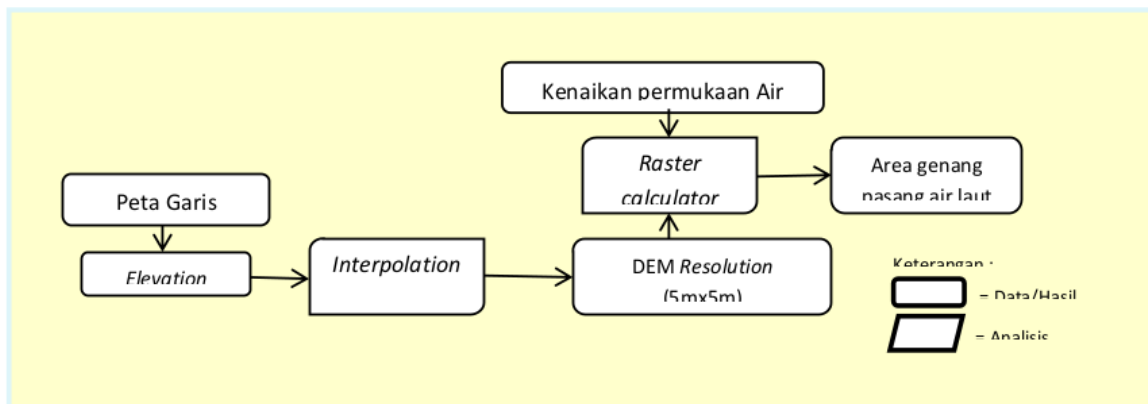 Kenaikan permukaan Air
Raster
calculator
Area genang
pasang air laut
Peta Garis
Elevation
Interpolation
DEM Resolution
(5mx5m)
Keterangan :
= Data/Hasil
= Analisis